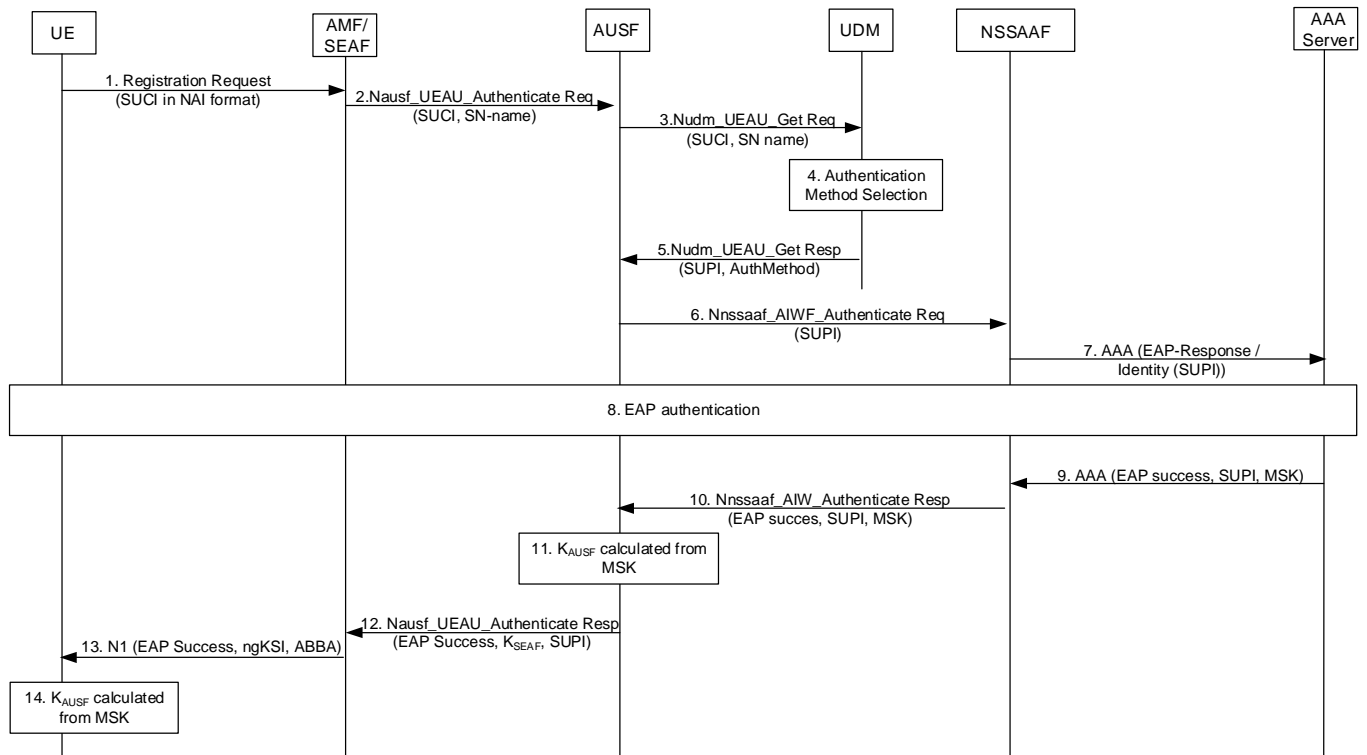 UE
AMF/
SEAF
AUSF
UDM
NSSAAF
AAA
Server
1. Registration Request
(SUCI in NAI format)
2.Nausf_UEAU_Authenticate Req
(SUCI, SN-name)
3.Nudm_UEAU_Get Req
(SUCI, SN name)
4. Authentication
Method Selection
5.Nudm_UEAU_Get Resp
(SUPI, AuthMethod)
6. Nnssaaf_AIWF_Authenticate Req
(SUPI)
7. AAA (EAP-Response /
Identity (SUPI))
8. EAP authentication
9. AAA (EAP success, SUPI, MSK)
10. Nnssaaf_AIW_Authenticate Resp
(EAP succes, SUPI, MSK)
11. KAUSF calculated from
MSK
12. Nausf_UEAU_Authenticate Resp
(EAP Success, KSEAF, SUPI)
13. N1 (EAP Success, ngKSI, ABBA)
14. KAUSF calculated
from MSK